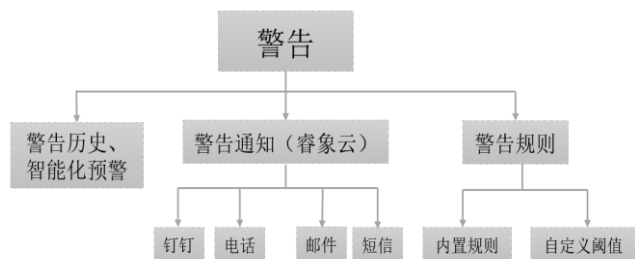 警告
警告历史、
智能化预警
警告通知（睿象云）
警告规则
钉钉
电话
邮件
短信
内置规则
自定义阈值